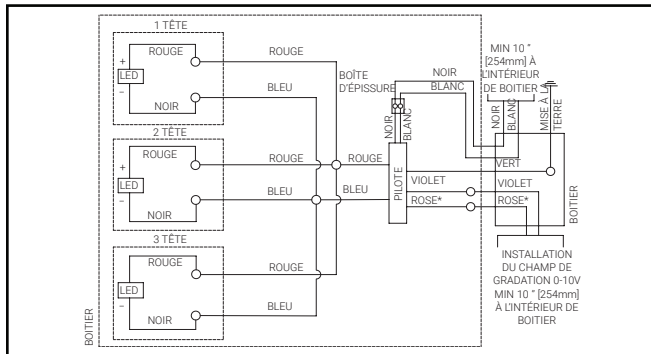 1 TÊTE
ROUGE
+
LED
–
NOIR
ROUGE
BLEU
2 TÊTE
ROUGE
+
LED
–
NOIR
ROUGE
BLEU
ROUGE
BLEU
3 TÊTE
ROUGE
LED
+
–
NOIR
ROUGE
BLEU
BOITIER
BOÎTE
D'ÉPISSURE
NOIR
BLANC
NOIR
BLANC
PILOTE
VIOLET
ROSE*
VERT
VIOLET
ROSE*
MIN 10 "
[254mm] À
L'INTÉRIEUR
DE BOITIER
NOIR
BLANC
MISE À LA
TERRE
BOITIER
INSTALLATION
DU CHAMP DE
GRADATION 0-10V
MIN 10 " [254mm]
À L'INTÉRIEUR DE
BOITIER